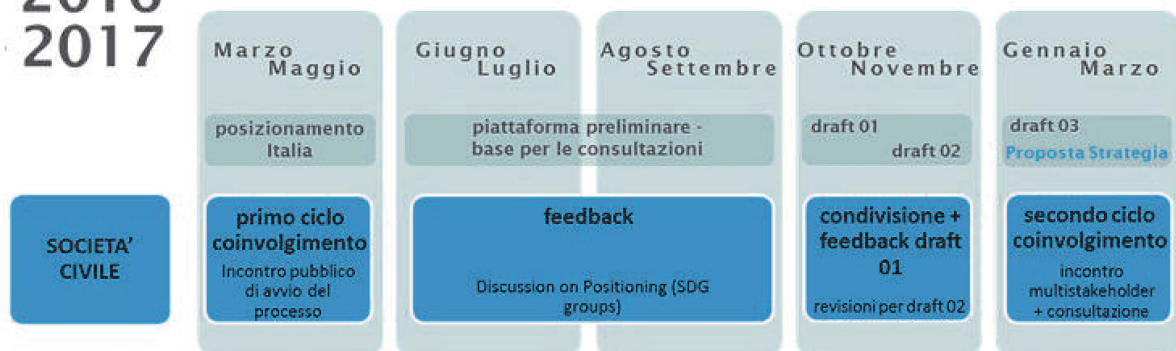 2016
2017
Marzo
Maggio
Giugno
Luglio
Agosto
Settembre
Ottobre
Novembre
Gennaio
Marzo
posizionamento
Italia
piattaforma preliminare -
base per le consultazioni
draft 01
draft 02
draft 03
Proposta Strategia
SOCIETA'
CIVILE
primo ciclo
coinvolgimento
Incontro pubblico
di avvio del
processo
feedback
Discussion on Positioning (SDG
groups)
condivisione +
feedback draft
01
revisioni per draft 02
secondo ciclo
coinvolgimento
incontro
multistakeholder
+ consultazione